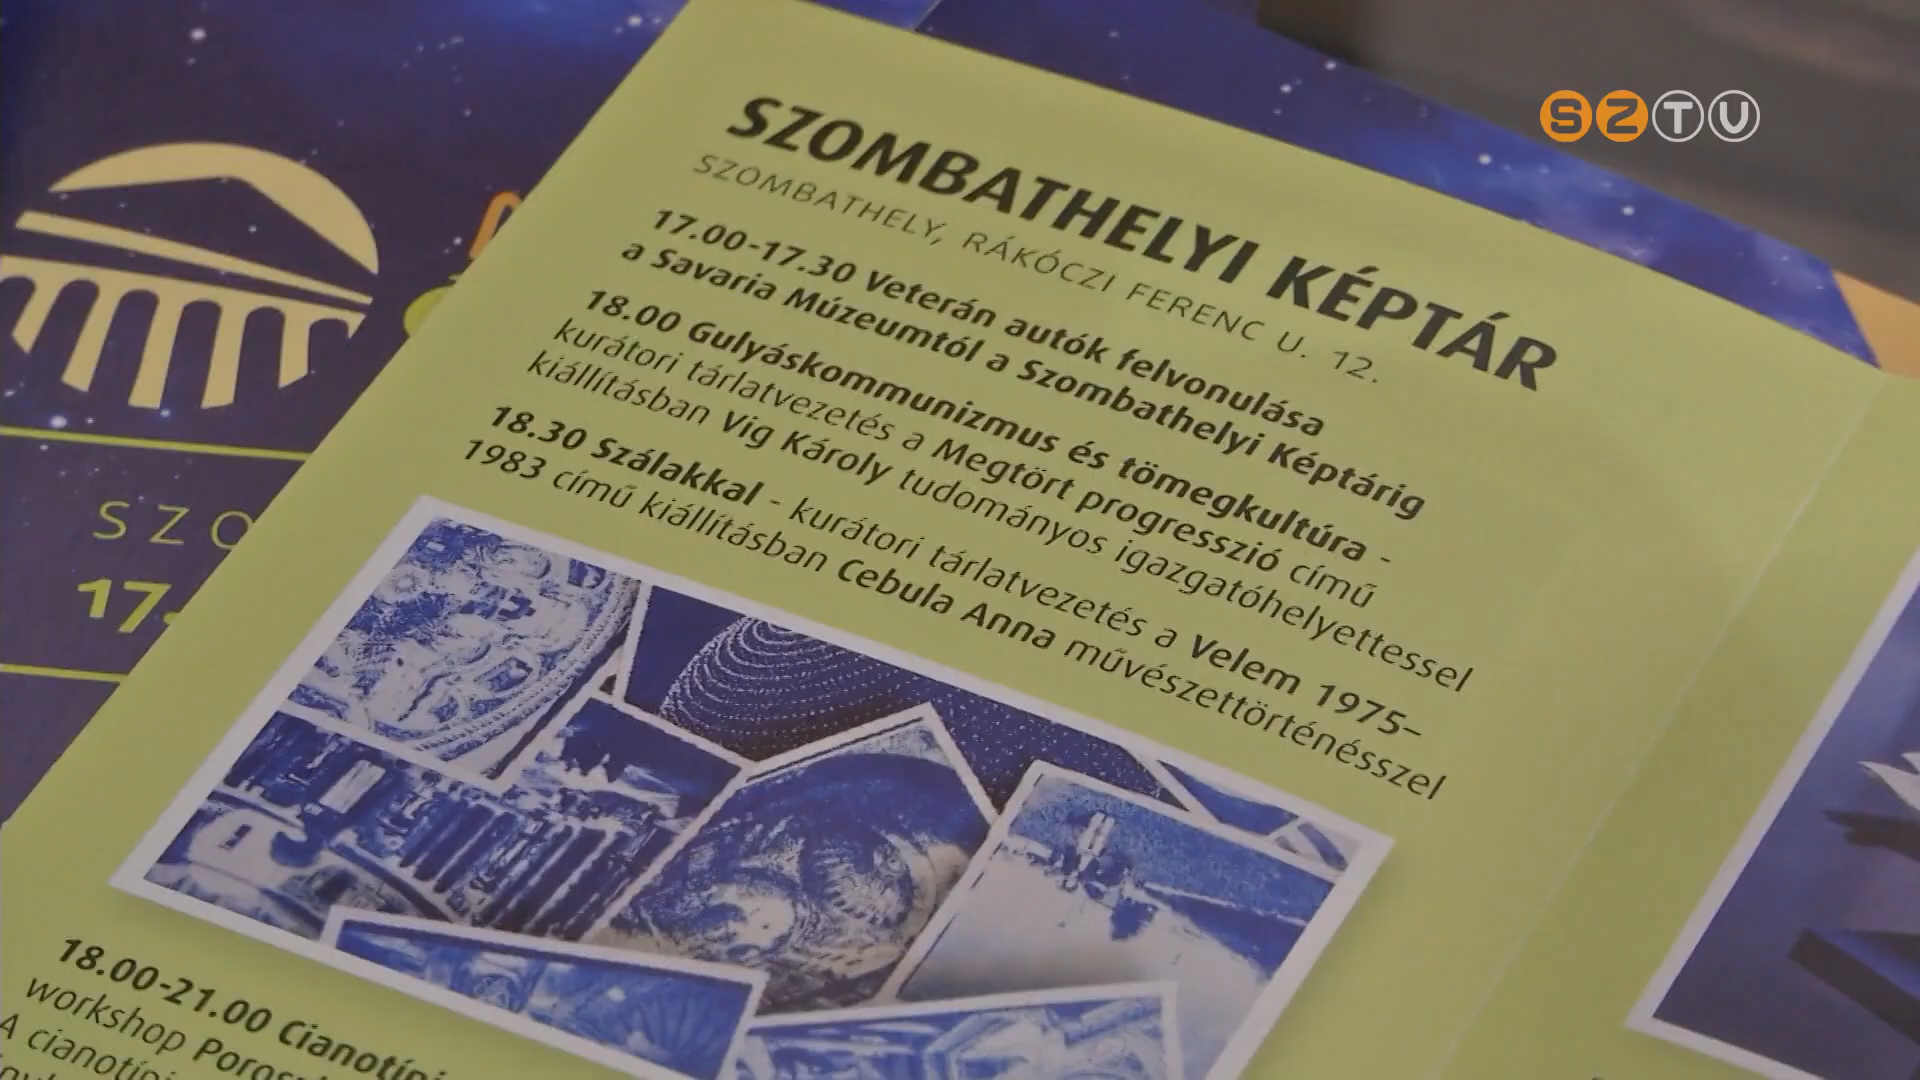 SZTV
SZOMBATHELYI KÉPTÁR
SZOMBATHELY, RÁKÓCZI FERENC U. 12.
17.00-17.30 Veterán autók felvonulása
a Savaria Múzeumtól a Szombathelyi Képtárig
18.00 Gulyáskommunizmus és tömegkultúra -
kurátori tárlatvezetés a Megtört progresszió című
kiállításban Vig Károly tudományos igazgatóhelyettessel
18.30 Szálakkal - kurátori tárlatvezetés a Velem 1975–
1983 című kiállításban Cebula Anna művészettörténésszel
SZO
17.
18.00-21.00 Cianotípi
workshop
A cianotípi